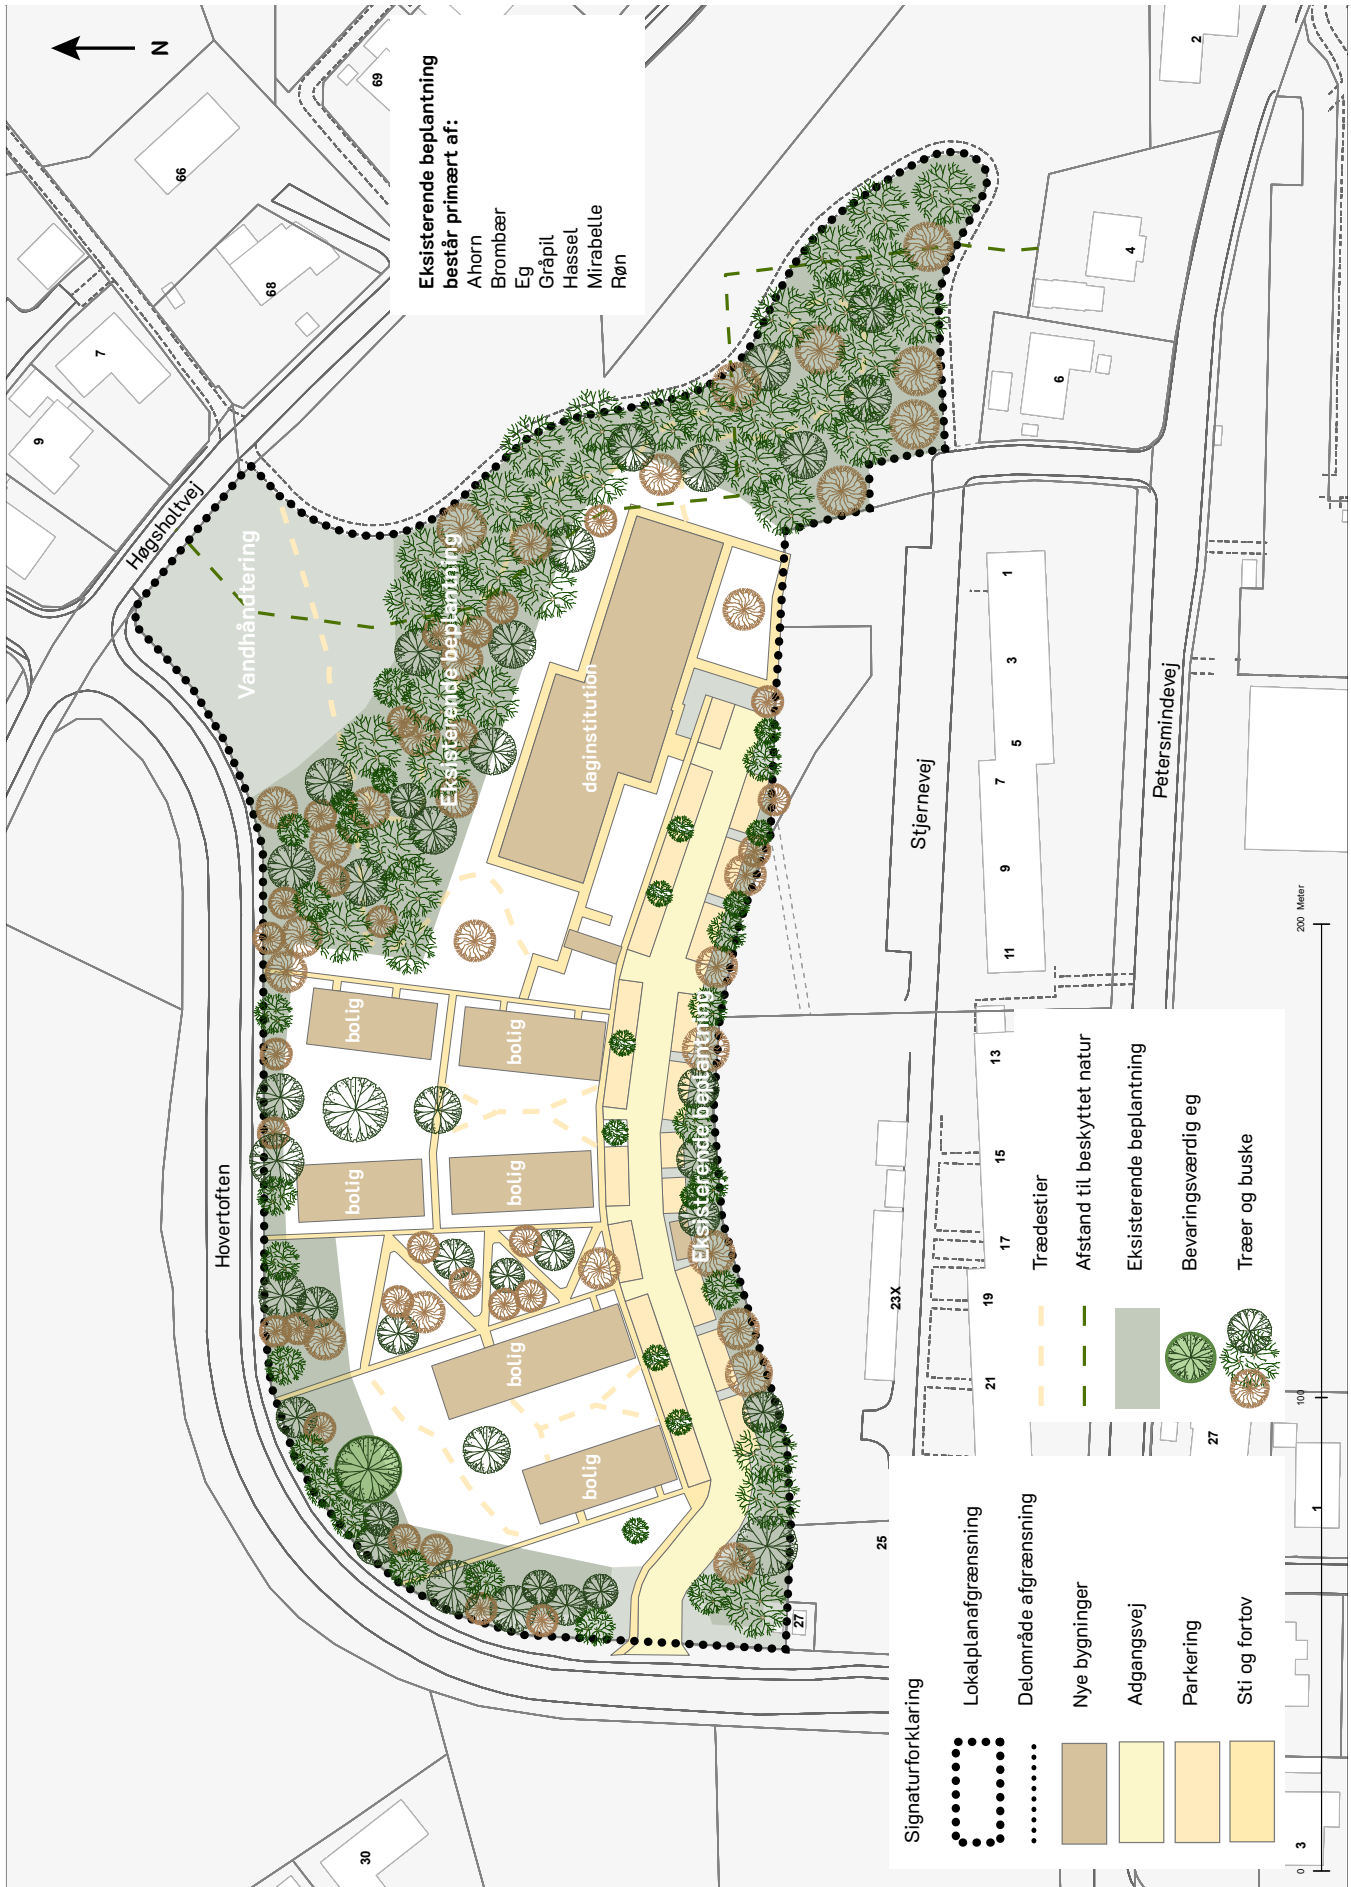 N
Eksisterende beplantning
består primært af:
Ahorn
Brombær
Eg
Gråpil
Hassel
Mirabelle
Røn
Høgsholtvej
Hovertoften
Stjernevej
Petersmindevej
Vandhåndtering
Eksisterende beplantning
daginstitution
Eksisterende beplantning
bolig
bolig
bolig
bolig
bolig
bolig
66
68
69
7
9
2
4
6
1
3
5
7
9
11
13
15
17
19
21
23X
25
27
27
30
1
3
Signaturforklaring
Lokalplanafgrænsning
Delområde afgrænsning
Nye bygninger
Adgangsvej
Parkering
Sti og fortov
Trædestier
Afstand til beskyttet natur
Eksisterende beplantning
Bevaringsværdig eg
Træer og buske
0
100
200 Meter